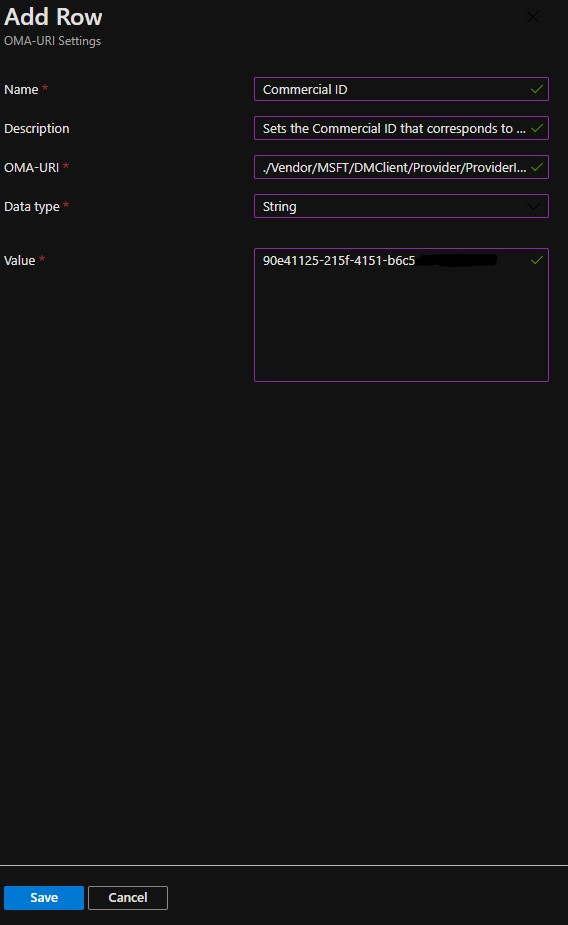 Add Row
OMA-URI Settings
Name *
Commercial ID
Description
Sets the Commercial ID that corresponds to ...
OMA-URI *
./Vendor/MSFT/DMClient/Provider/ProviderI...
Data type *
String
Value *
90e41125-215f-4151-b6c5
Save
Cancel